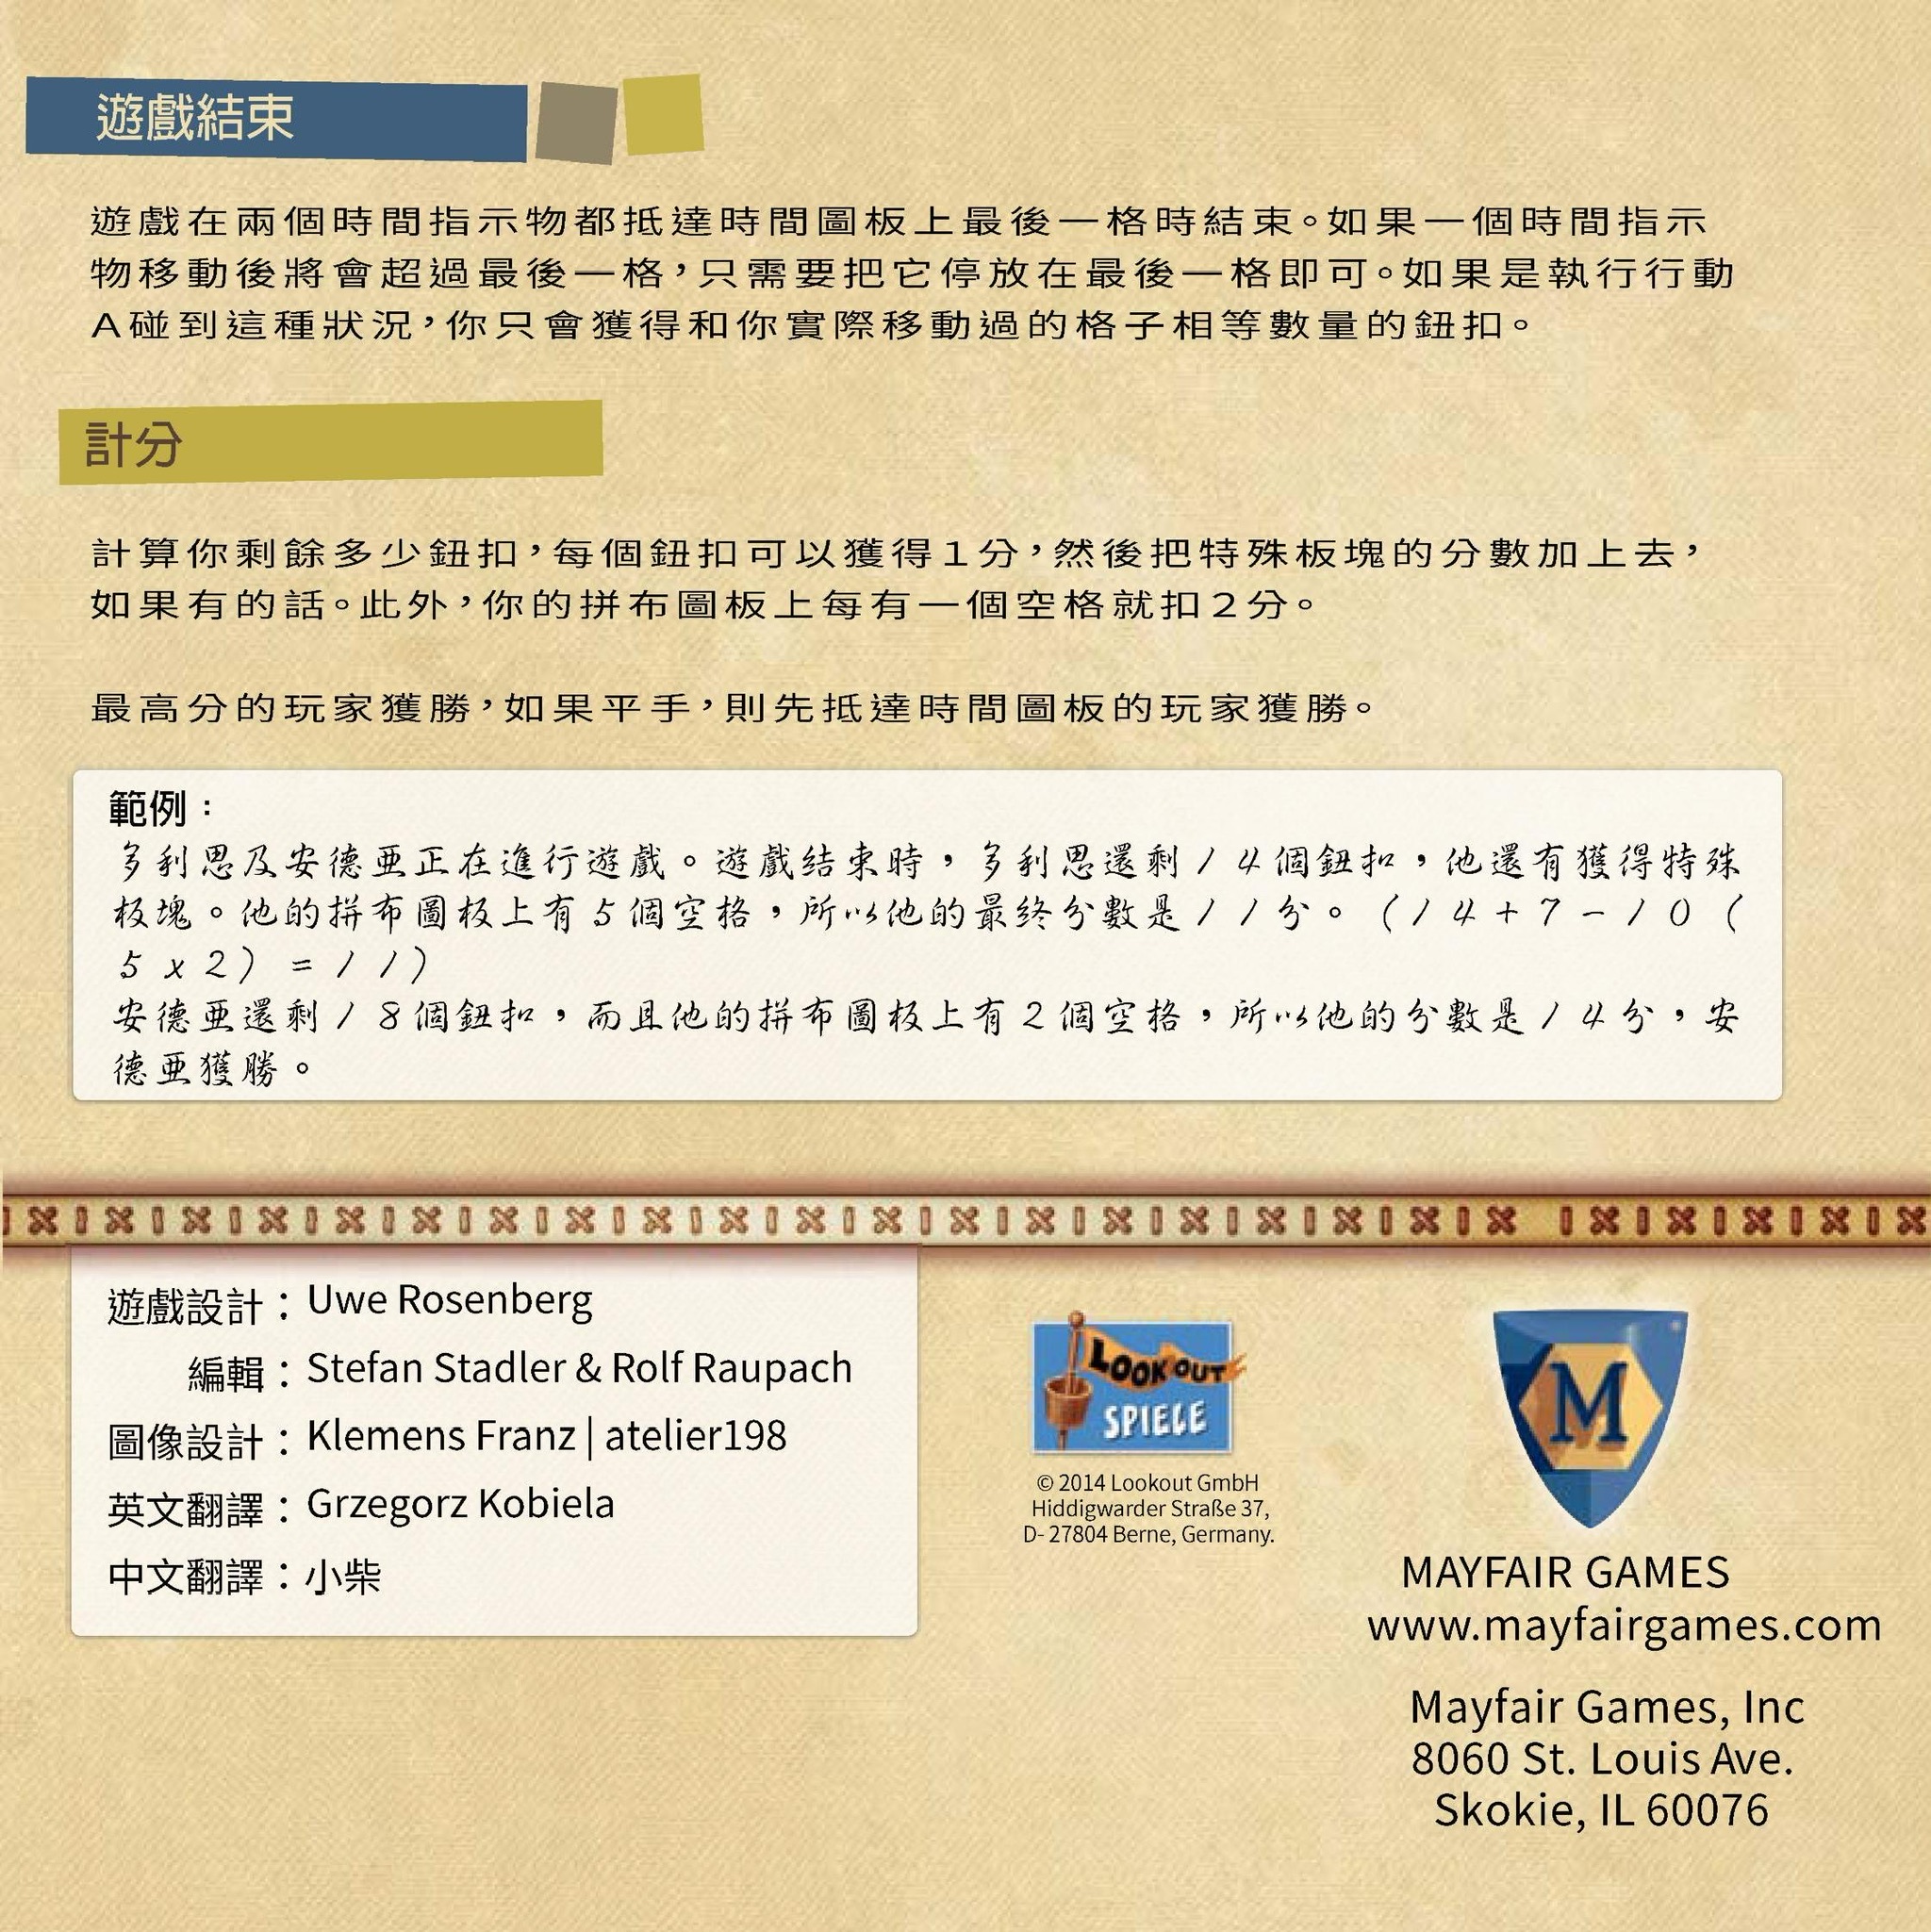 遊戲結束
遊戲在兩個時間指示物都抵達時間圖板上最後一格時結束。如果一個時間指示
物移動後將會超過最後一格，只需要把它停放在最後一格即可。如果是執行行動
A碰到這種狀況，你只會獲得和你實際移動過的格子相等數量的鈕扣。
計分
計算你剩餘多少鈕扣，每個鈕扣可以獲得1分，然後把特殊板塊的分數加上去，
如果有的話。此外，你的拼布圖板上每有一個空格就扣2分。
最高分的玩家獲勝，如果平手，則先抵達時間圖板的玩家獲勝。
範例：
多利思及安德亞正在進行遊戲。遊戲结束時，多利思還剩14個鈕扣，他還有獲得特殊
板塊。他的拼布圖板上有5個空格，所以他的最终分數是11分。(14+7-10(
5x2)=11)
安德亞還剩18個鈕扣，而且他的拼布圖板上有2個空格，所以他的分數是14分，安
德亞獲勝。
遊戲設計：Uwe Rosenberg
編輯：Stefan Stadler & Rolf Raupach
圖像設計：Klemens Franz | atelier198
英文翻譯：Grzegorz Kobiela
中文翻譯：小柴
LOOKOUT
SPIELE
© 2014 Lookout GmbH
Hiddigwarder Straße 37,
D- 27804 Berne, Germany.
M
MAYFAIR GAMES
www.mayfairgames.com
Mayfair Games, Inc
8060 St. Louis Ave.
Skokie, IL 60076